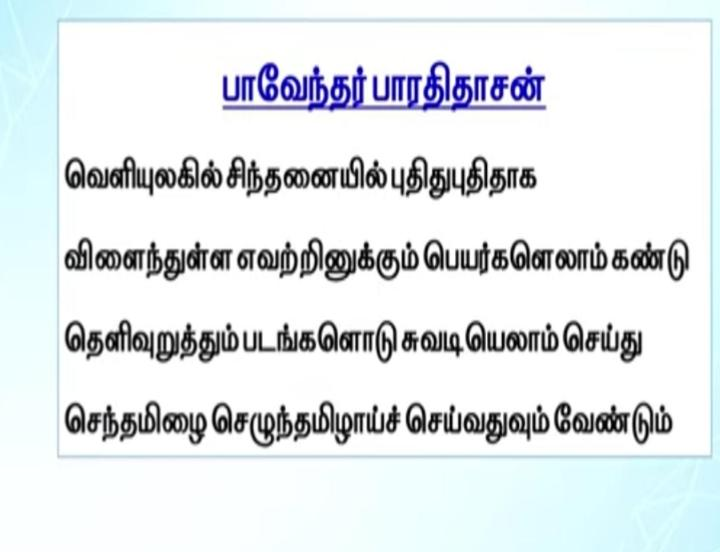 பாவேந்தர் பாரதிதாசன்
வெளியுலகில் சிந்தனையில் புதிதுபுதிதாக
விளைந்துள்ள எவற்றினுக்கும் பெயர்களெலாம் கண்டு
தெளிவுறுத்தும் படங்களொடு சுவடியெலாம் செய்து
செந்தமிழை செழுந்தமிழாய்ச் செய்வதுவும் வேண்டும்